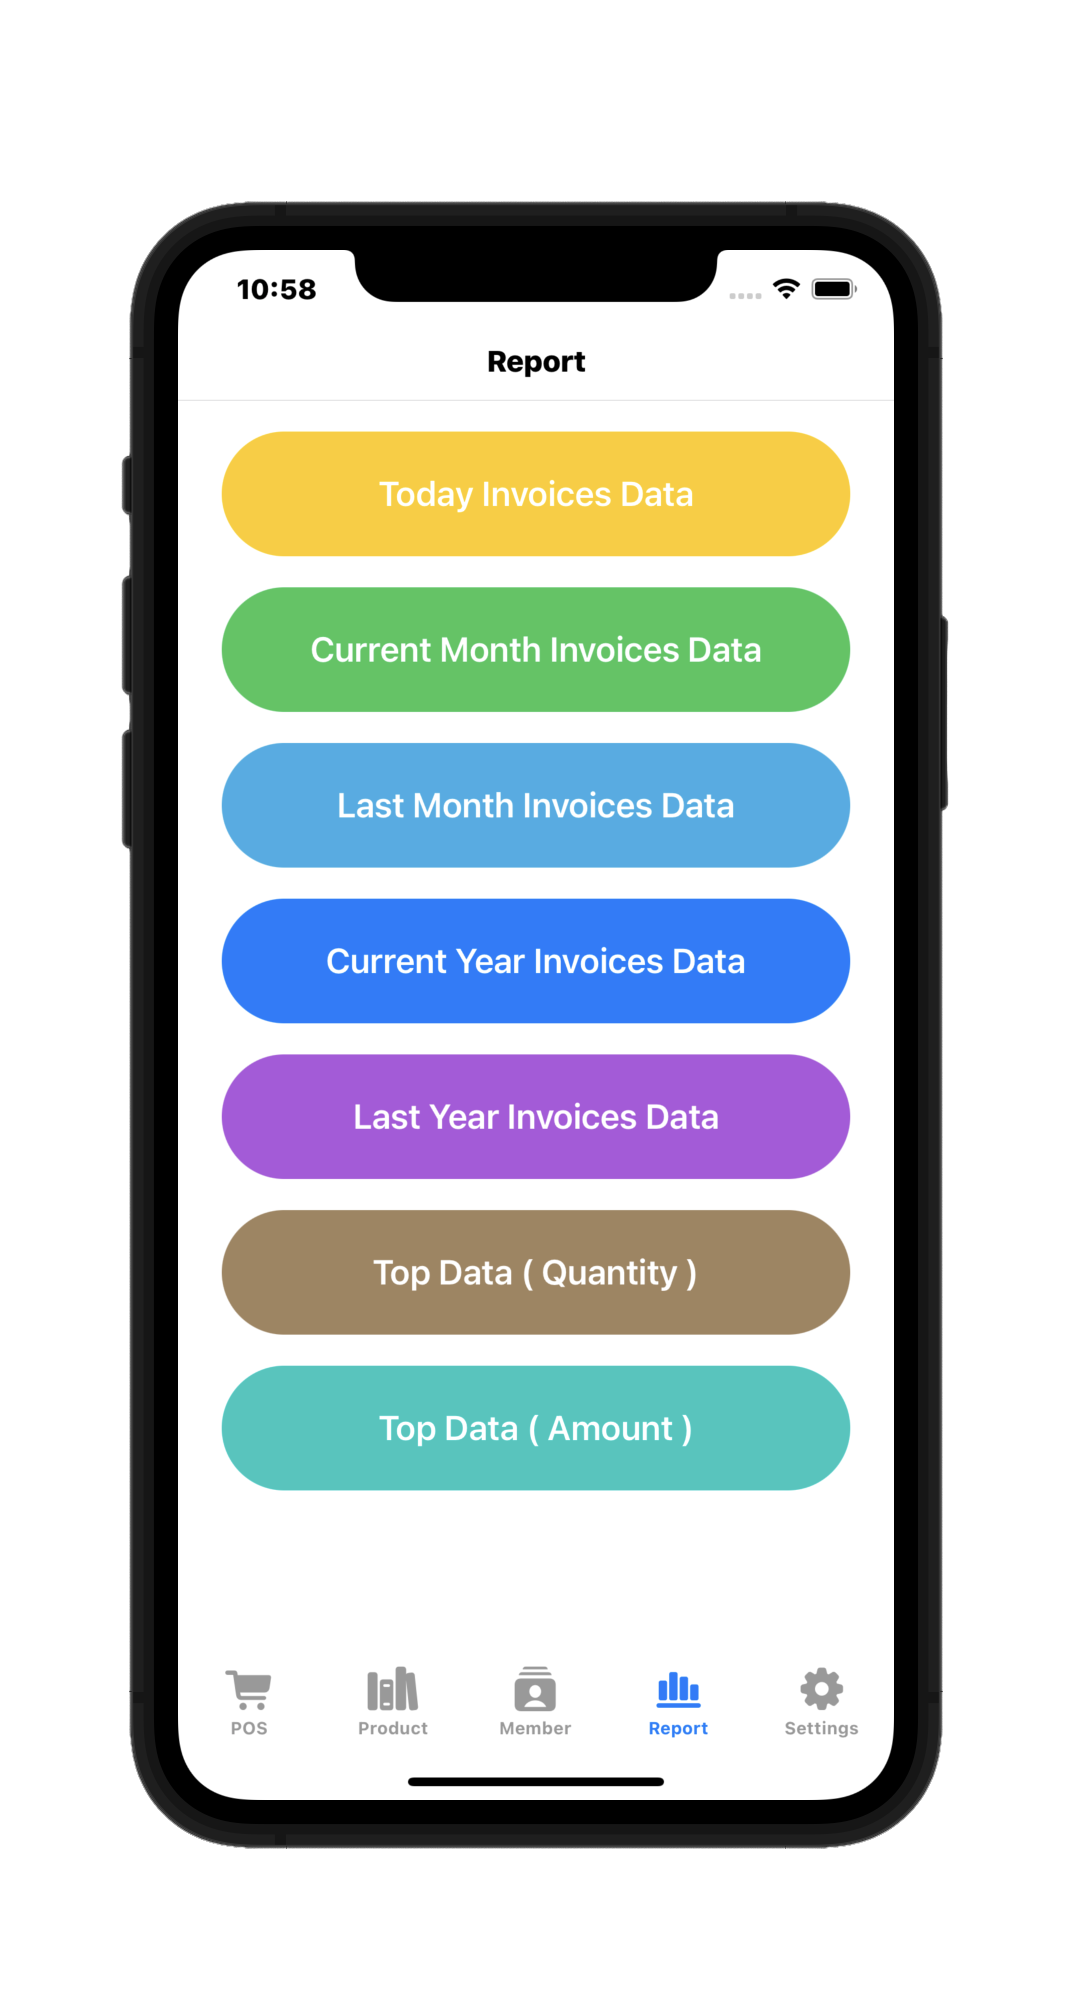 10:58
Report
Today Invoices Data
Current Month Invoices Data
Last Month Invoices Data
Current Year Invoices Data
Last Year Invoices Data
Top Data ( Quantity )
Top Data ( Amount )
POS Product Member Report Settings